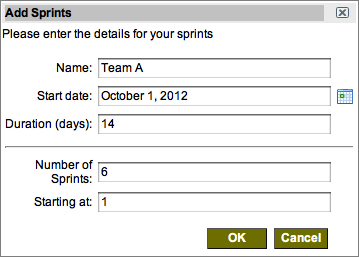 Add Sprints
Please enter the details for your sprints
Name: Team A
Start date: October 1, 2012
Duration (days): 14
Number of
Sprints: 6
Starting at: 1
OK Cancel